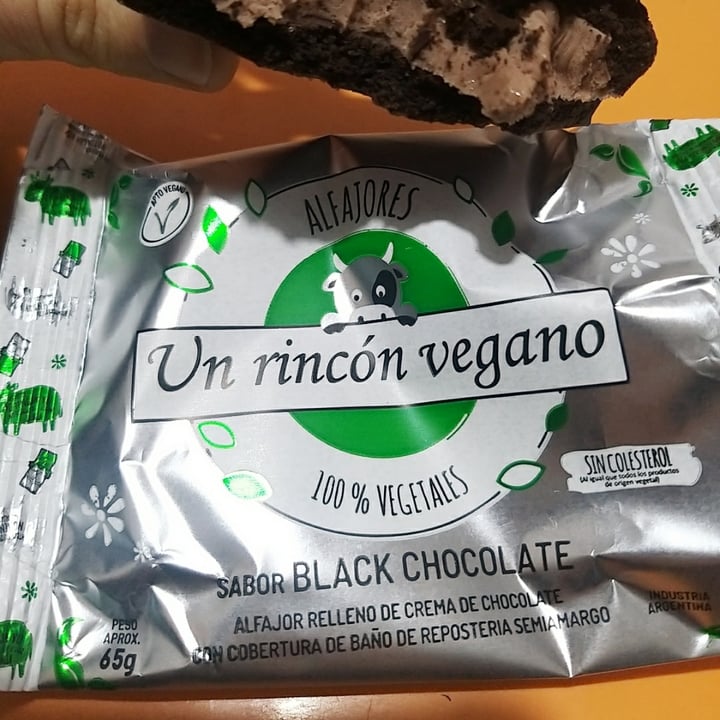 APTO VEGANO
ALFAJORES
Un rincón vegano
100 % VEGETALES
SIN COLESTEROL
(Al igual que todos los productos
de origen vegetal)
SABOR BLACK CHOCOLATE
ALFAJOR RELLENO DE CREMA DE CHOCOLATE
CON COBERTURA DE BAÑO DE REPOSTERIA SEMIAMARGO
PESO
APROX.
65g
INDUSTRIA
ARGENTINA